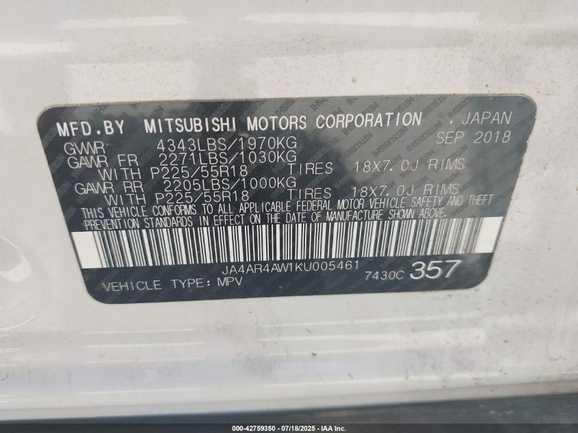 MFD.BY MITSUBISHI MOTORS CORPORATION . JAPAN
GVWR 4343LBS/1970KG SEP 2018
GAWR FR 2271LBS/1030KG
WITH P225/55R18 TIRES 18X7.0J RIMS
GAWR RR 2205LBS/1000KG
WITH P225/55R18 TIRES 18X7.0J RIMS
THIS VEHICLE CONFORMS TO ALL APPLICABLE FEDERAL MOTOR VEHICLE SAFETY AND THEFT
PREVENTION STANDARDS IN EFFECT ON THE DATE OF MANUFACTURE SHOWN ABOVE.
JA4AR4AW1KU005461
VEHICLE TYPE: MPV 7430C 357
000-42759350 - 07/18/2025 - IAA Inc.